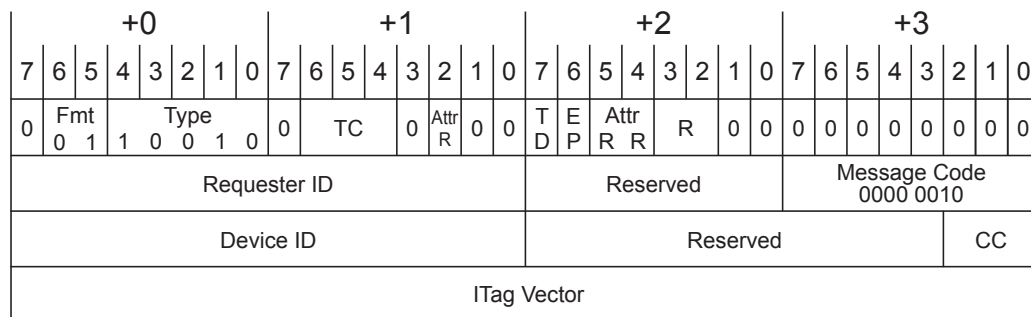 +0 +1 +2 +3
7 6 5 4 3 2 1 0 7 6 5 4 3 2 1 0 7 6 5 4 3 2 1 0 7 6 5 4 3 2 1 0
0 Fmt Type 0 TC 0 Attr 0 0 T E Attr R 0 0 0 0 0 0 0 0 0 0
0 1 1 0 0 1 0 R D P R R
Requester ID Reserved Message Code
0000 0010
Device ID Reserved CC
ITag Vector